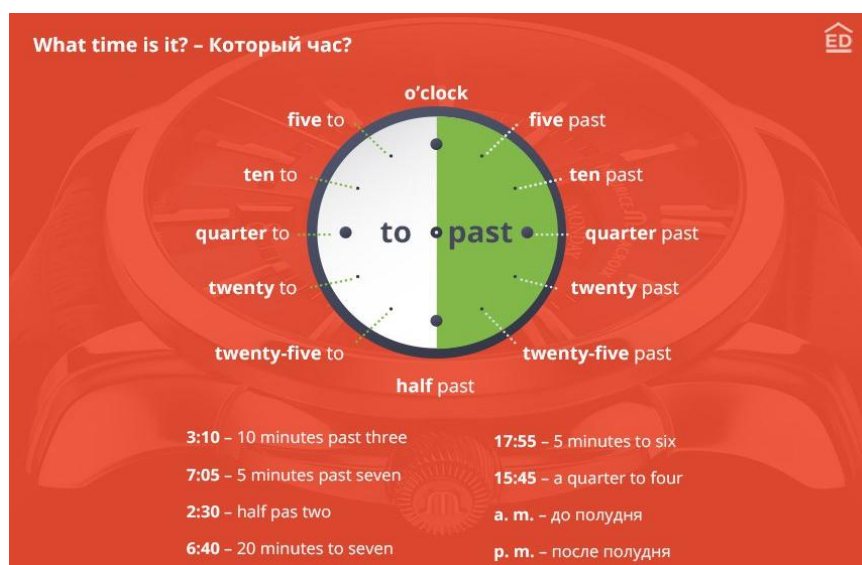 What time is it? – Который час?
ED
o'clock
five to
five past
ten to
ten past
quarter to
to
past
quarter past
twenty to
twenty past
twenty-five to
twenty-five past
half past
3:10 – 10 minutes past three
7:05 – 5 minutes past seven
2:30 – half pas two
6:40 – 20 minutes to seven
17:55 – 5 minutes to six
15:45 – a quarter to four
a. m. – до полудня
p. m. – после полудня